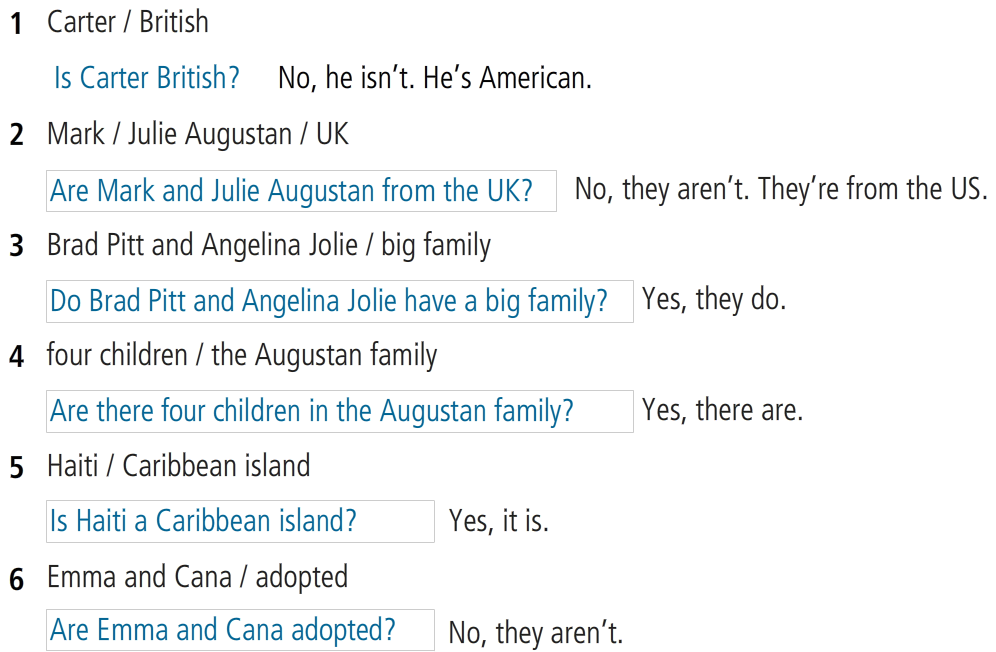 1 Carter / British
Is Carter British? No, he isn’t. He’s American.
2 Mark / Julie Augustan / UK
Are Mark and Julie Augustan from the UK? No, they aren’t. They’re from the US.
3 Brad Pitt and Angelina Jolie / big family
Do Brad Pitt and Angelina Jolie have a big family? Yes, they do.
4 four children / the Augustan family
Are there four children in the Augustan family? Yes, there are.
5 Haiti / Caribbean island
Is Haiti a Caribbean island? Yes, it is.
6 Emma and Cana / adopted
Are Emma and Cana adopted? No, they aren’t.